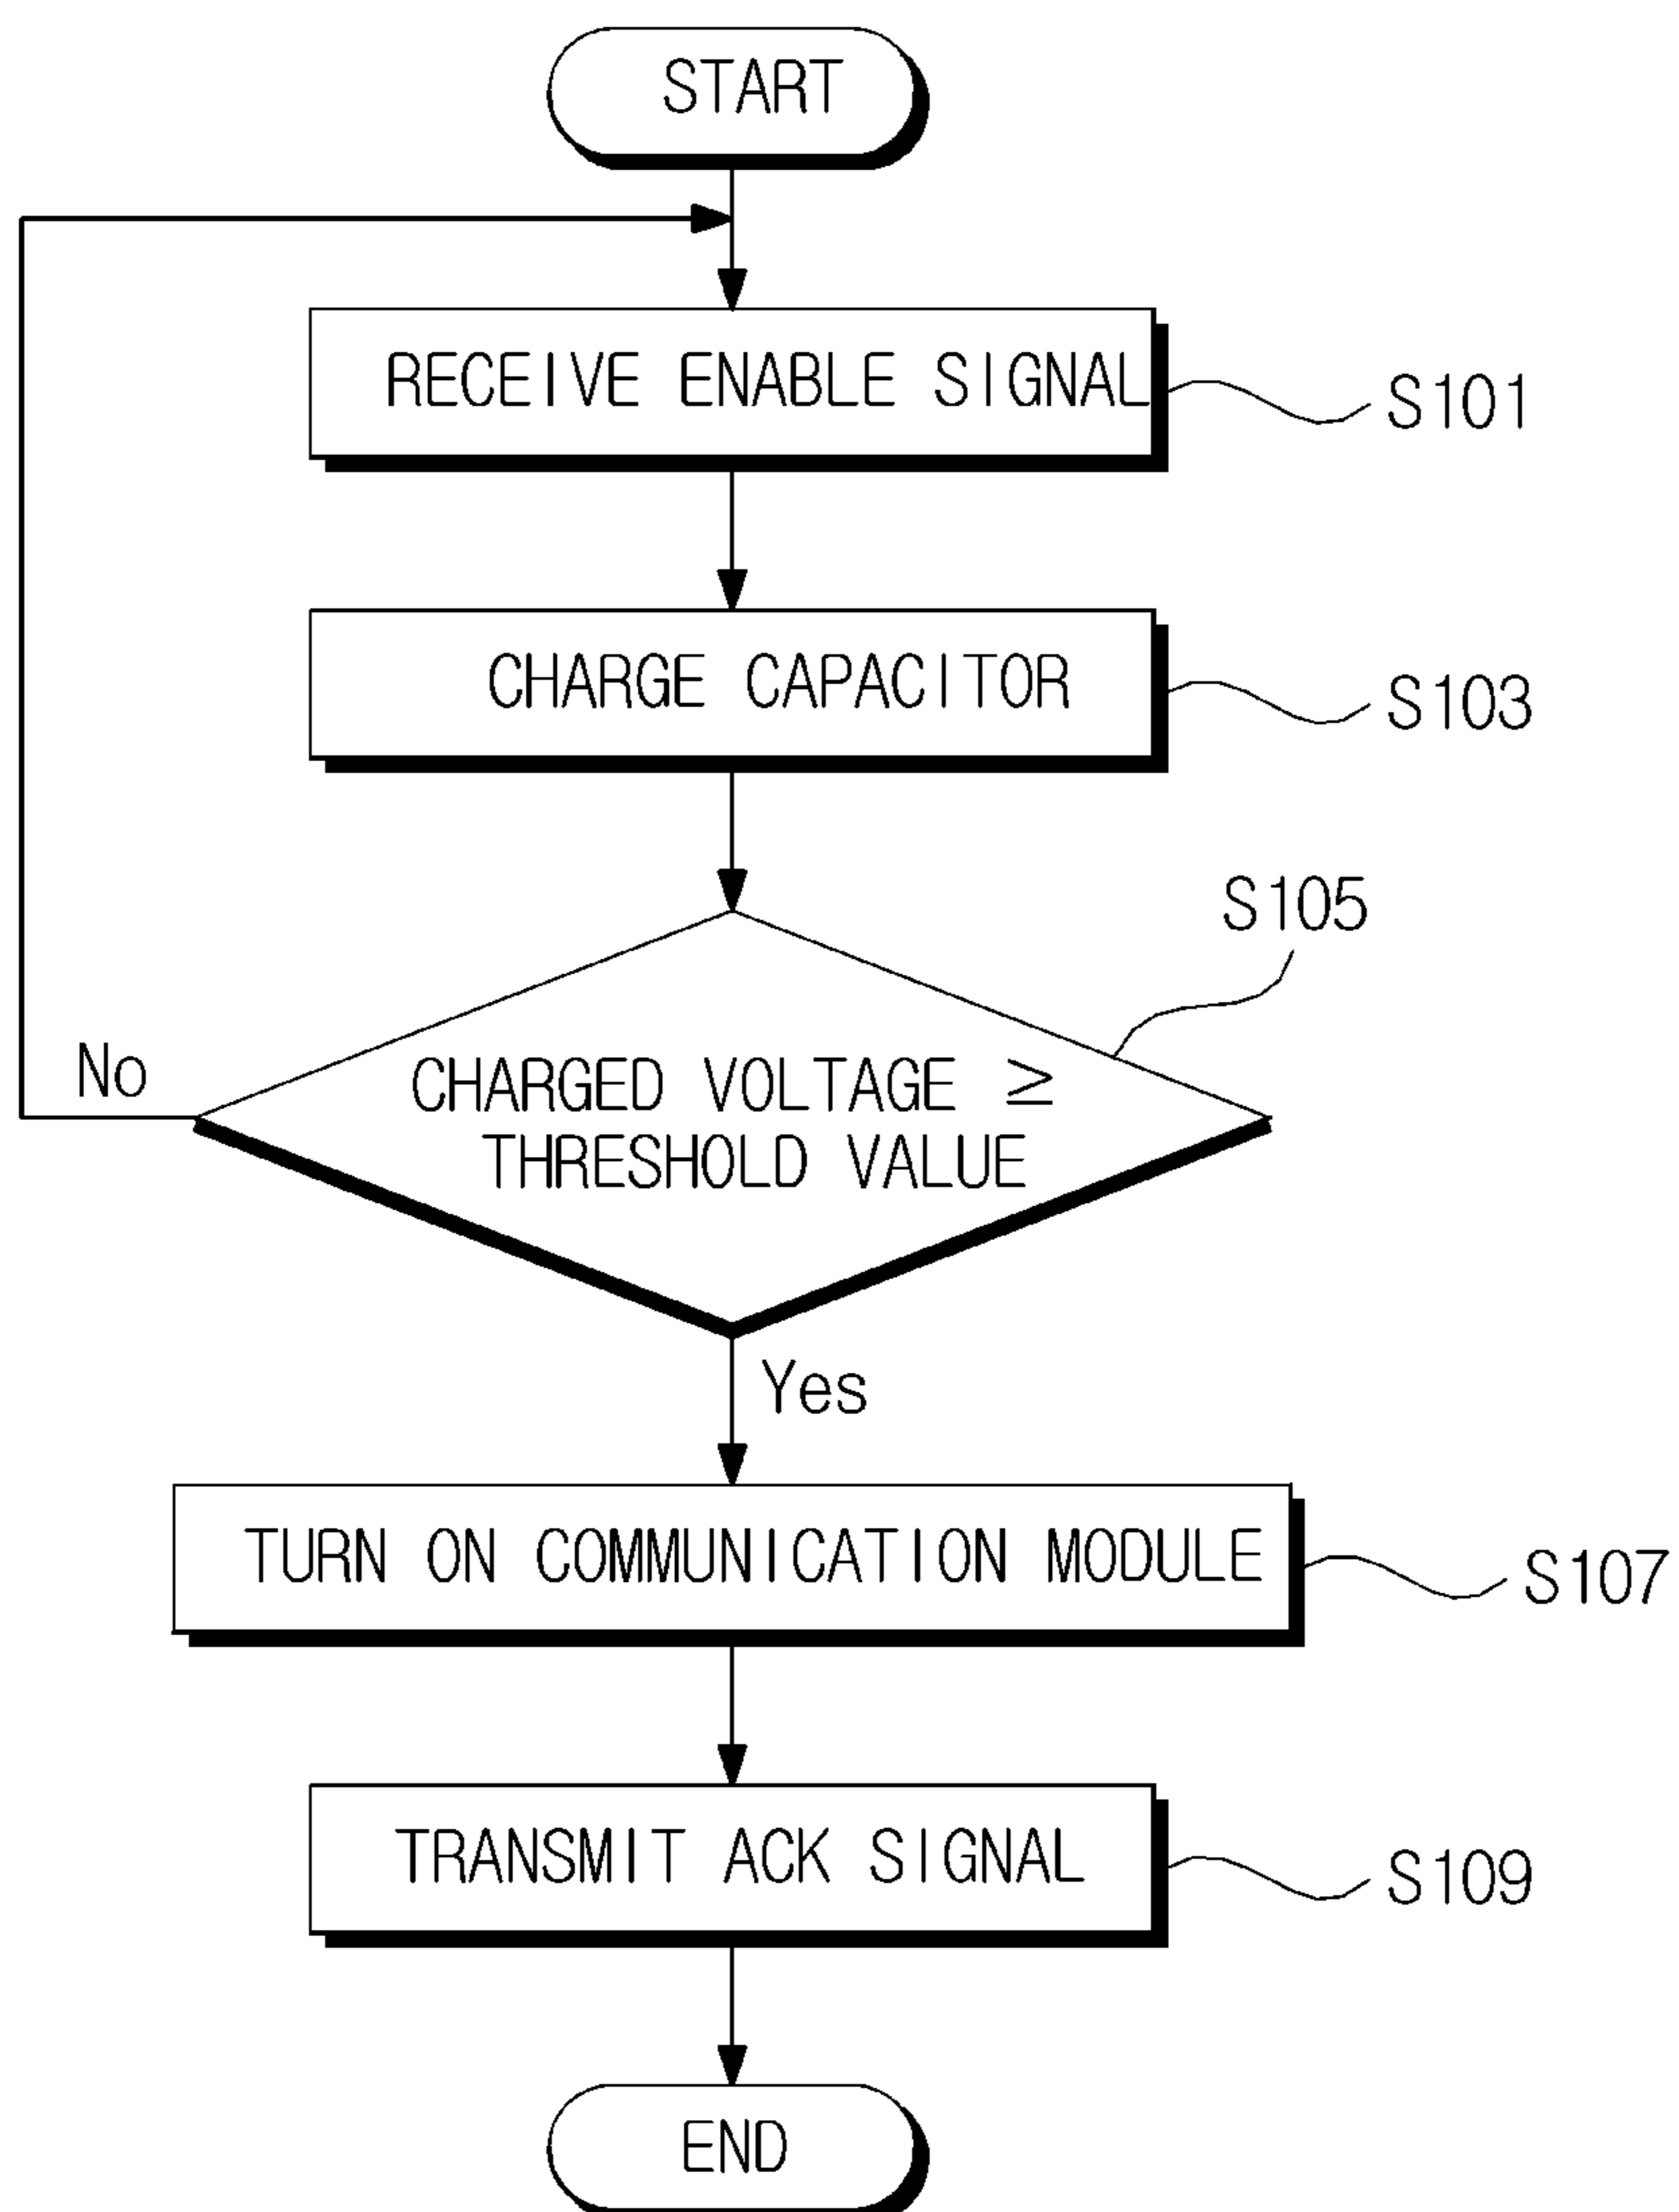 START
RECEIVE ENABLE SIGNAL
S101
CHARGE CAPACITOR
S103
S105
No
CHARGED VOLTAGE ≥
THRESHOLD VALUE
Yes
TURN ON COMMUNICATION MODULE
S107
TRANSMIT ACK SIGNAL
S109
END